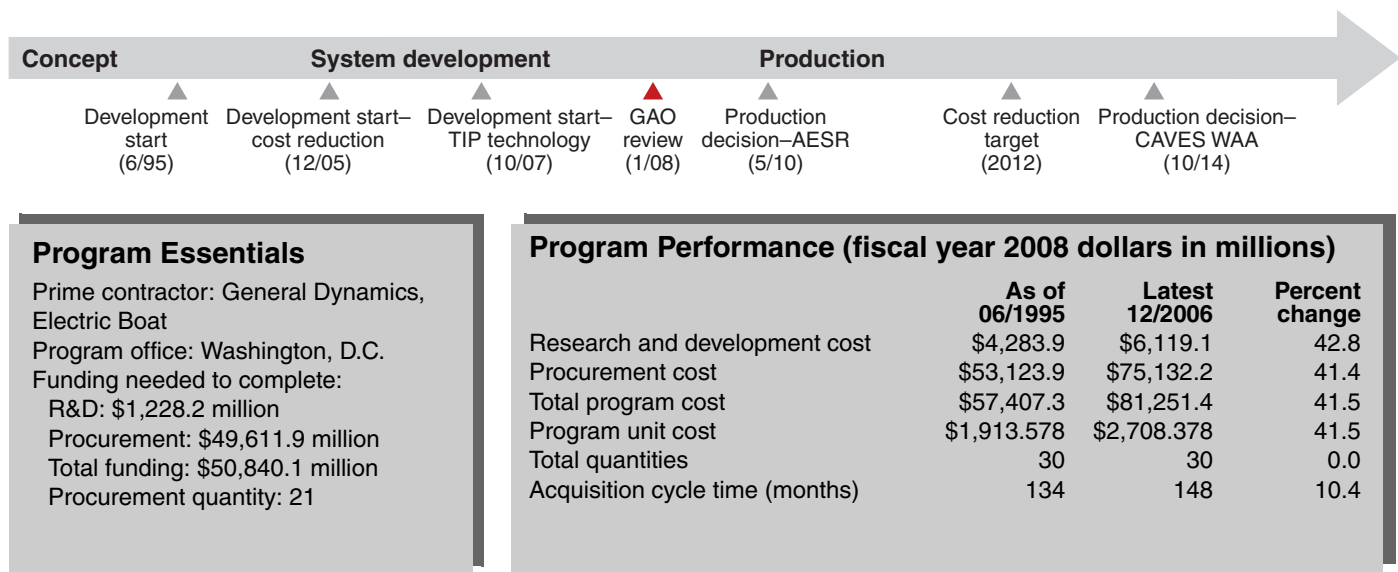 Concept System development Production
Development Development start– Development start– GAO Production Cost reduction Production decision–
start cost reduction TIP technology review decision–AESR target CAVES WAA
(6/95) (12/05) (10/07) (1/08) (5/10) (2012) (10/14)
Program Essentials
Prime contractor: General Dynamics,
Electric Boat
Program office: Washington, D.C.
Funding needed to complete:
R&D: $1,228.2 million
Procurement: $49,611.9 million
Total funding: $50,840.1 million
Procurement quantity: 21
Program Performance (fiscal year 2008 dollars in millions)
As of Latest Percent
06/1995 12/2006 change
Research and development cost $4,283.9 $6,119.1 42.8
Procurement cost $53,123.9 $75,132.2 41.4
Total program cost $57,407.3 $81,251.4 41.5
Program unit cost $1,913.578 $2,708.378 41.5
Total quantities 30 30 0.0
Acquisition cycle time (months) 134 148 10.4